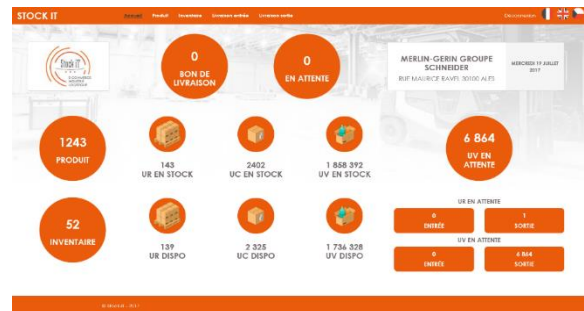 STOCK IT
Accueil Produit Inventaire Livraison entrée Livraison sortie
Déconnexion
Stock IT
0
BON DE
LIVRAISON
0
EN ATTENTE
MERLIN-GERIN GROUPE
SCHNEIDER
RUE MAURICE RAVEL 30100 ALES
MERCREDI 19 JUILLET
2017
1243
PRODUIT
143
UR EN STOCK
2402
UC EN STOCK
1 858 392
UV EN STOCK
6 864
UV EN
ATTENTE
52
INVENTAIRE
139
UR DISPO
2 325
UC DISPO
1 736 328
UV DISPO
UR EN ATTENTE
0
ENTRÉE
1
SORTIE
UV EN ATTENTE
0
ENTRÉE
6 864
SORTIE